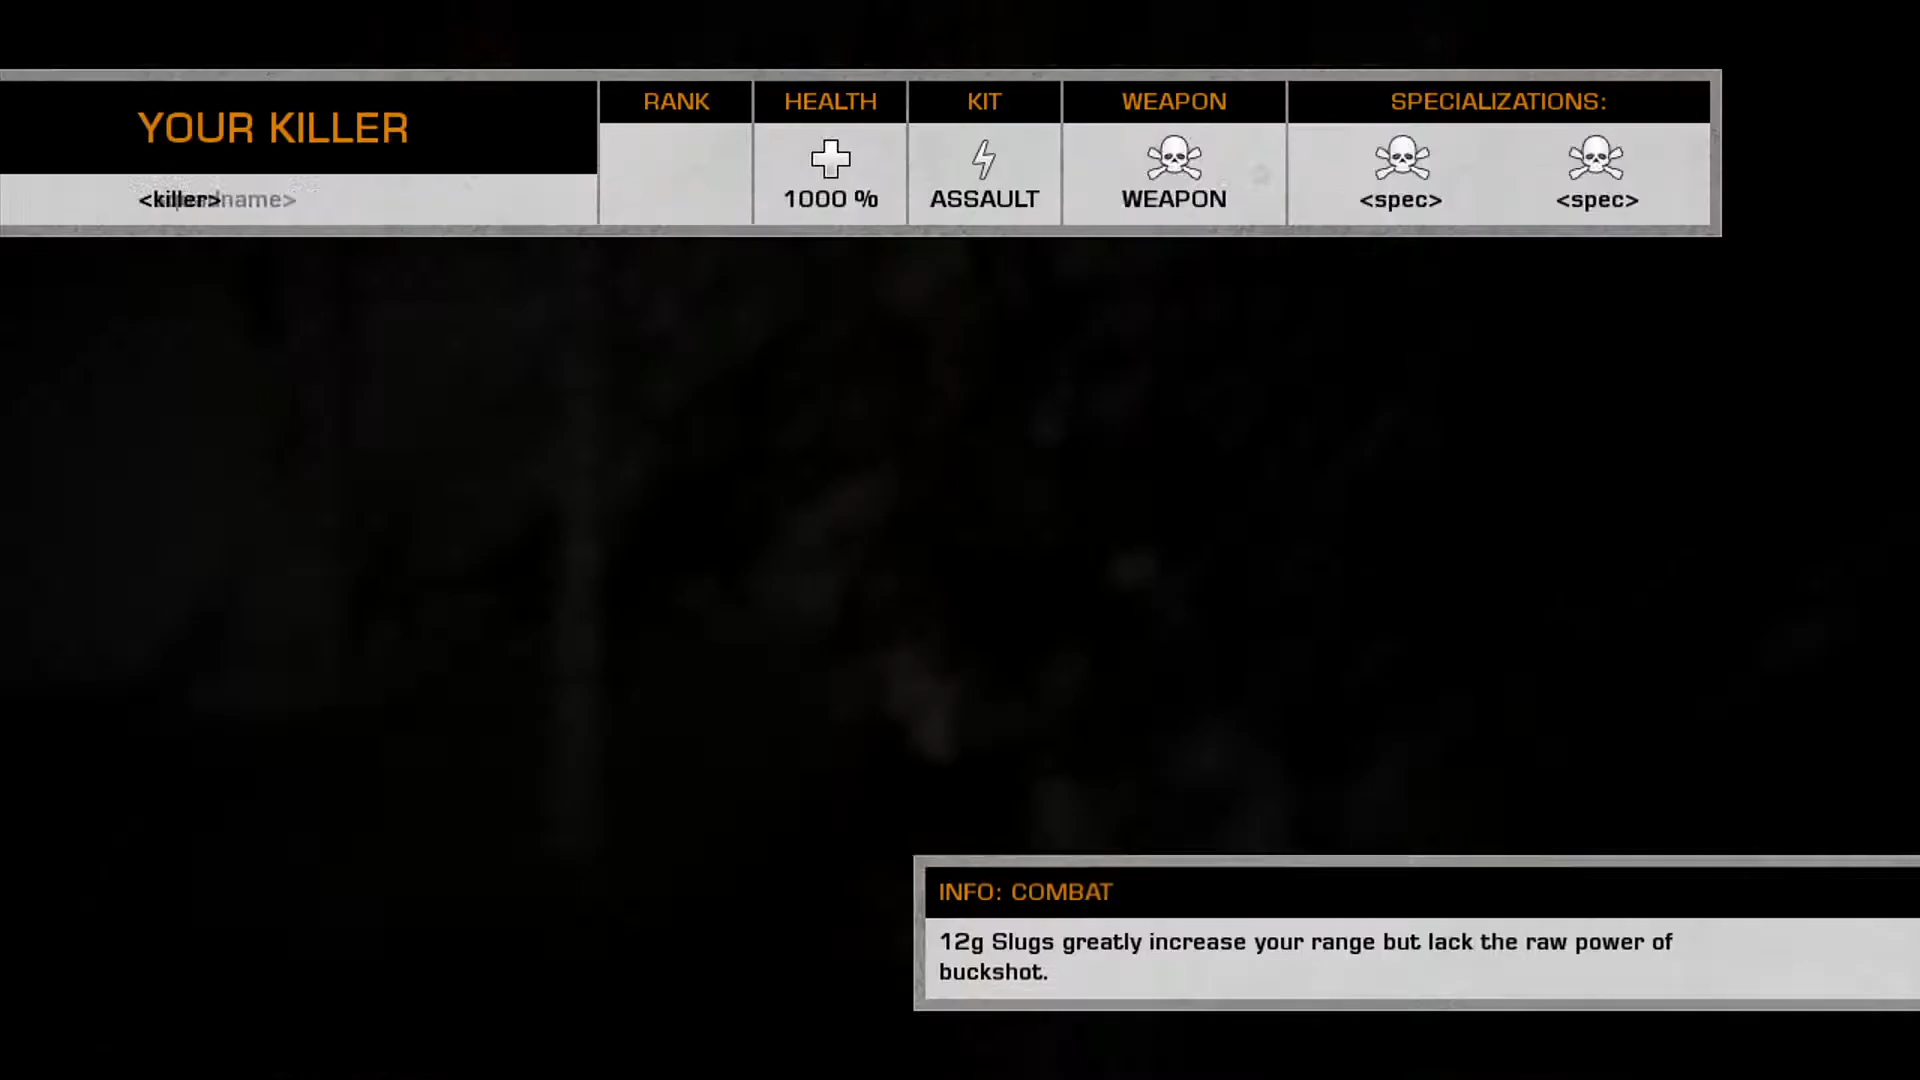 YOUR KILLER
RANK
HEALTH
KIT
WEAPON
SPECIALIZATIONS:
<killer>
1000 %
ASSAULT
WEAPON
<spec>
<spec>
INFO: COMBAT
12g Slugs greatly increase your range but lack the raw power of
buckshot.